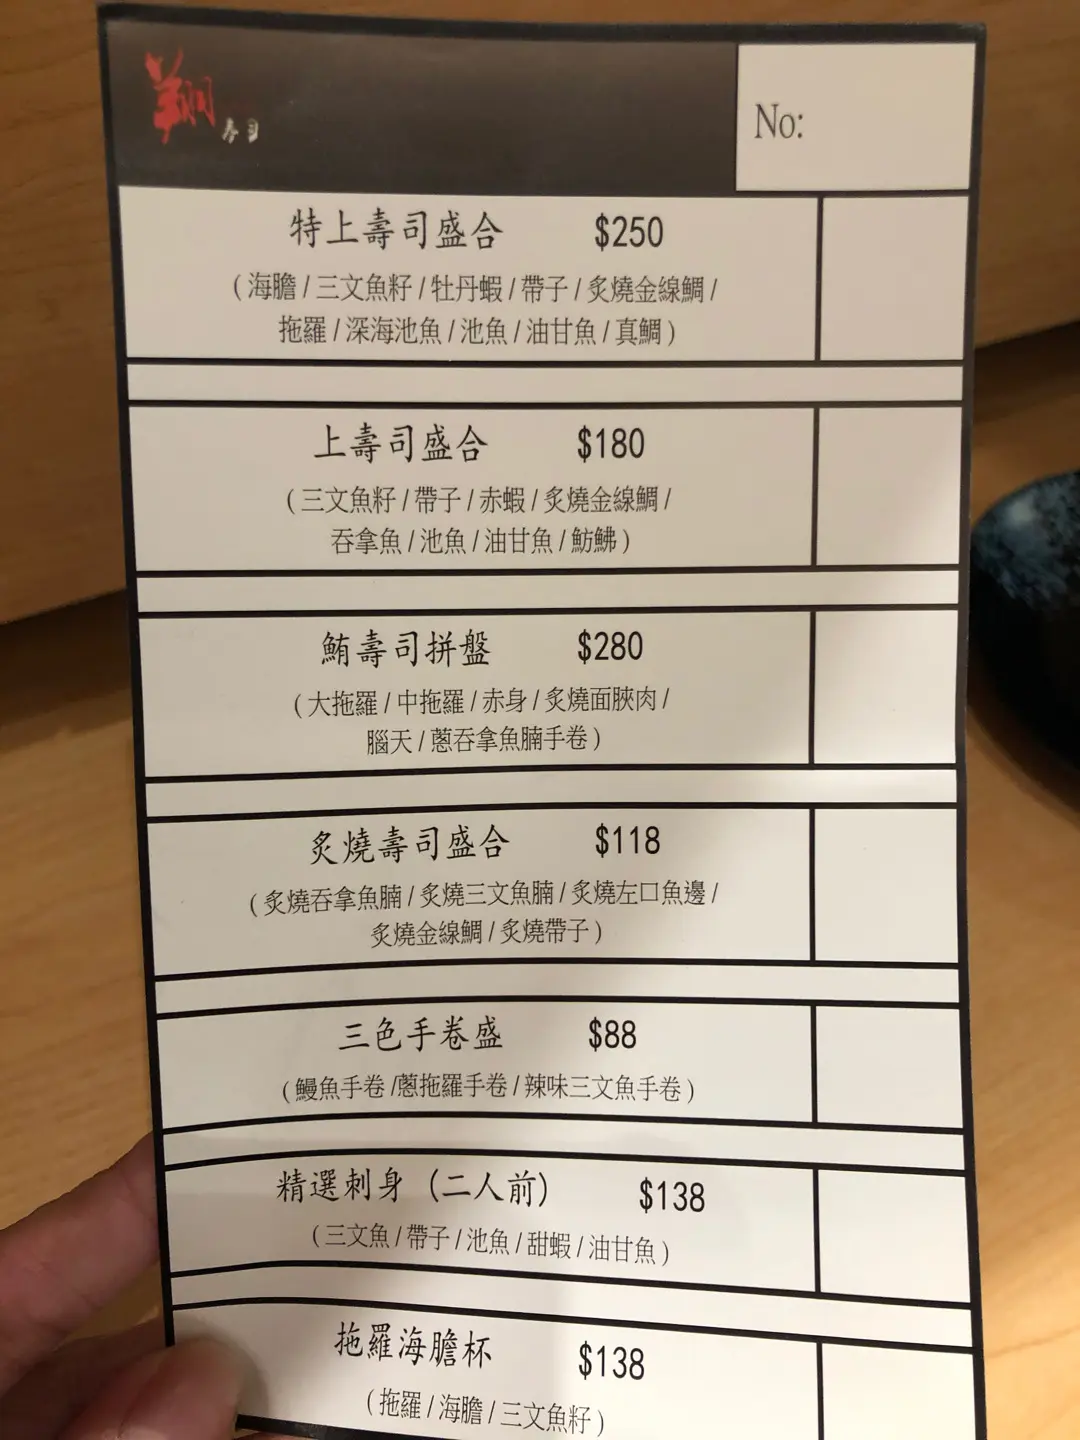 翔
寿司
No:
特上壽司盛合 $250
( 海膽 / 三文魚籽 / 牡丹蝦 / 帶子 / 炙燒金線鯛 /
拖羅 / 深海池魚 / 池魚 / 油甘魚 / 真鯛 )
上壽司盛合 $180
( 三文魚籽 / 帶子 / 赤蝦 / 炙燒金線鯛 /
吞拿魚 / 池魚 / 油甘魚 / 魴鮄 )
鮪壽司拼盤 $280
( 大拖羅 / 中拖羅 / 赤身 / 炙燒面脥肉 /
腦天 / 蔥吞拿魚腩手卷 )
炙燒壽司盛合 $118
( 炙燒吞拿魚腩 / 炙燒三文魚腩 / 炙燒左口魚邊 /
炙燒金線鯛 / 炙燒帶子 )
三色手卷盛 $88
( 鰻魚手卷 /蔥拖羅手卷 / 辣味三文魚手卷 )
精選刺身 (二人前) $138
( 三文魚 / 帶子 / 池魚 / 甜蝦 / 油甘魚 )
拖羅海膽杯 $138
( 拖羅 / 海膽 / 三文魚籽 )